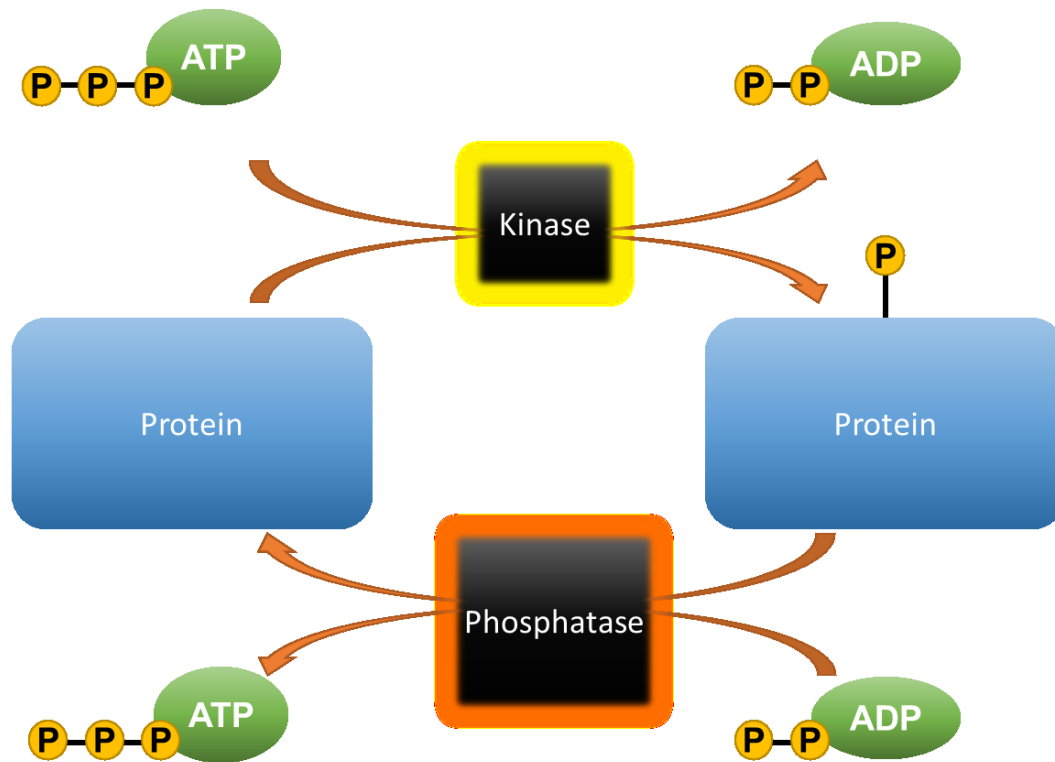 ATP
P P P
ADP
P P
Kinase
P
Protein
Protein
Phosphatase
ATP
P P P
ADP
P P